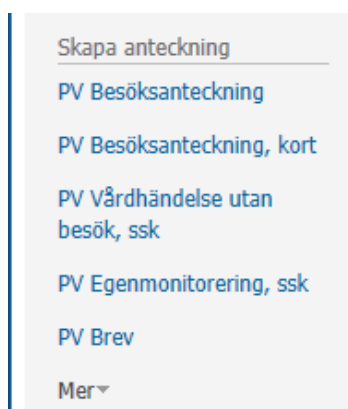 Skapa anteckning
PV Besöksanteckning
PV Besöksanteckning, kort
PV Vårdhändelse utan
besök, ssk
PV Egenmonitorering, ssk
PV Brev
Mer